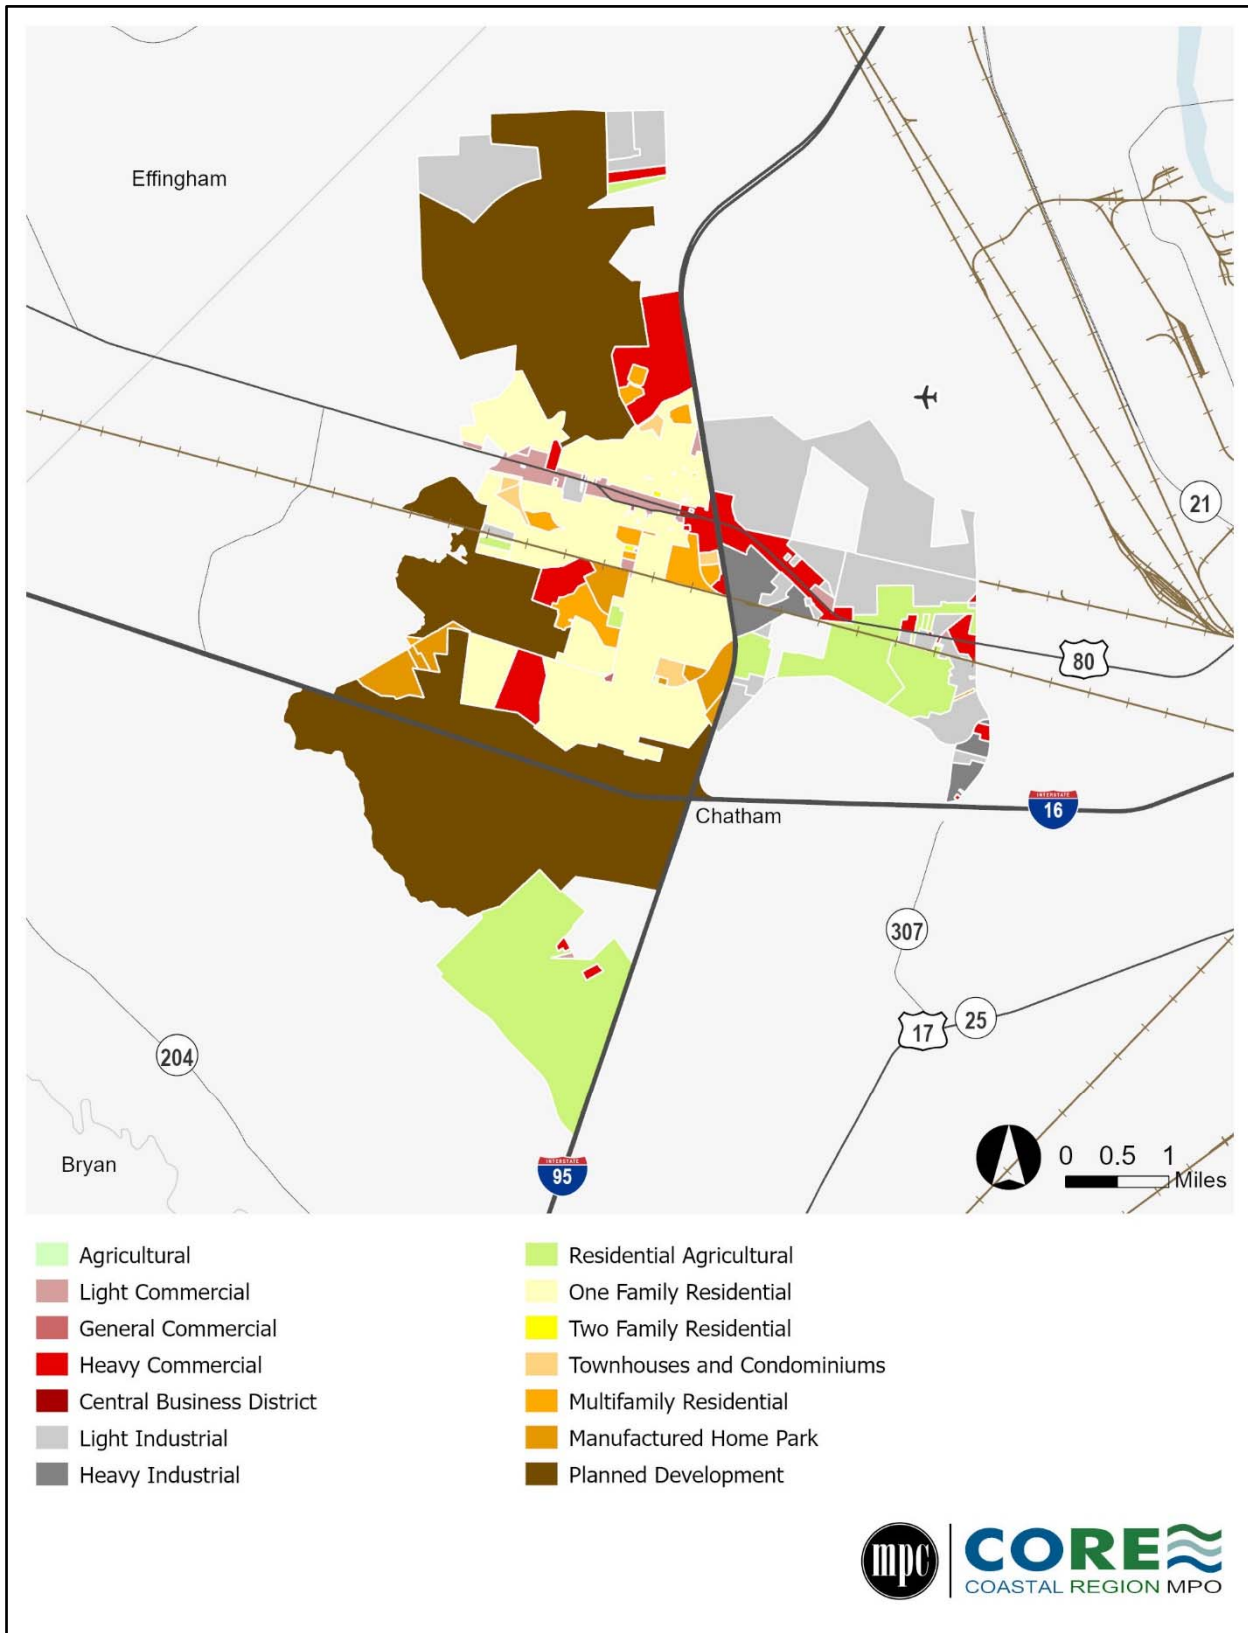 Effingham
21
80
INTERSTATE
16
Chatham
307
17
25
204
Bryan
INTERSTATE
95
0 0.5 1
Miles
Agricultural
Light Commercial
General Commercial
Heavy Commercial
Central Business District
Light Industrial
Heavy Industrial
Residential Agricultural
One Family Residential
Two Family Residential
Townhouses and Condominiums
Multifamily Residential
Manufactured Home Park
Planned Development
mpc
CORE
COASTAL REGION MPO